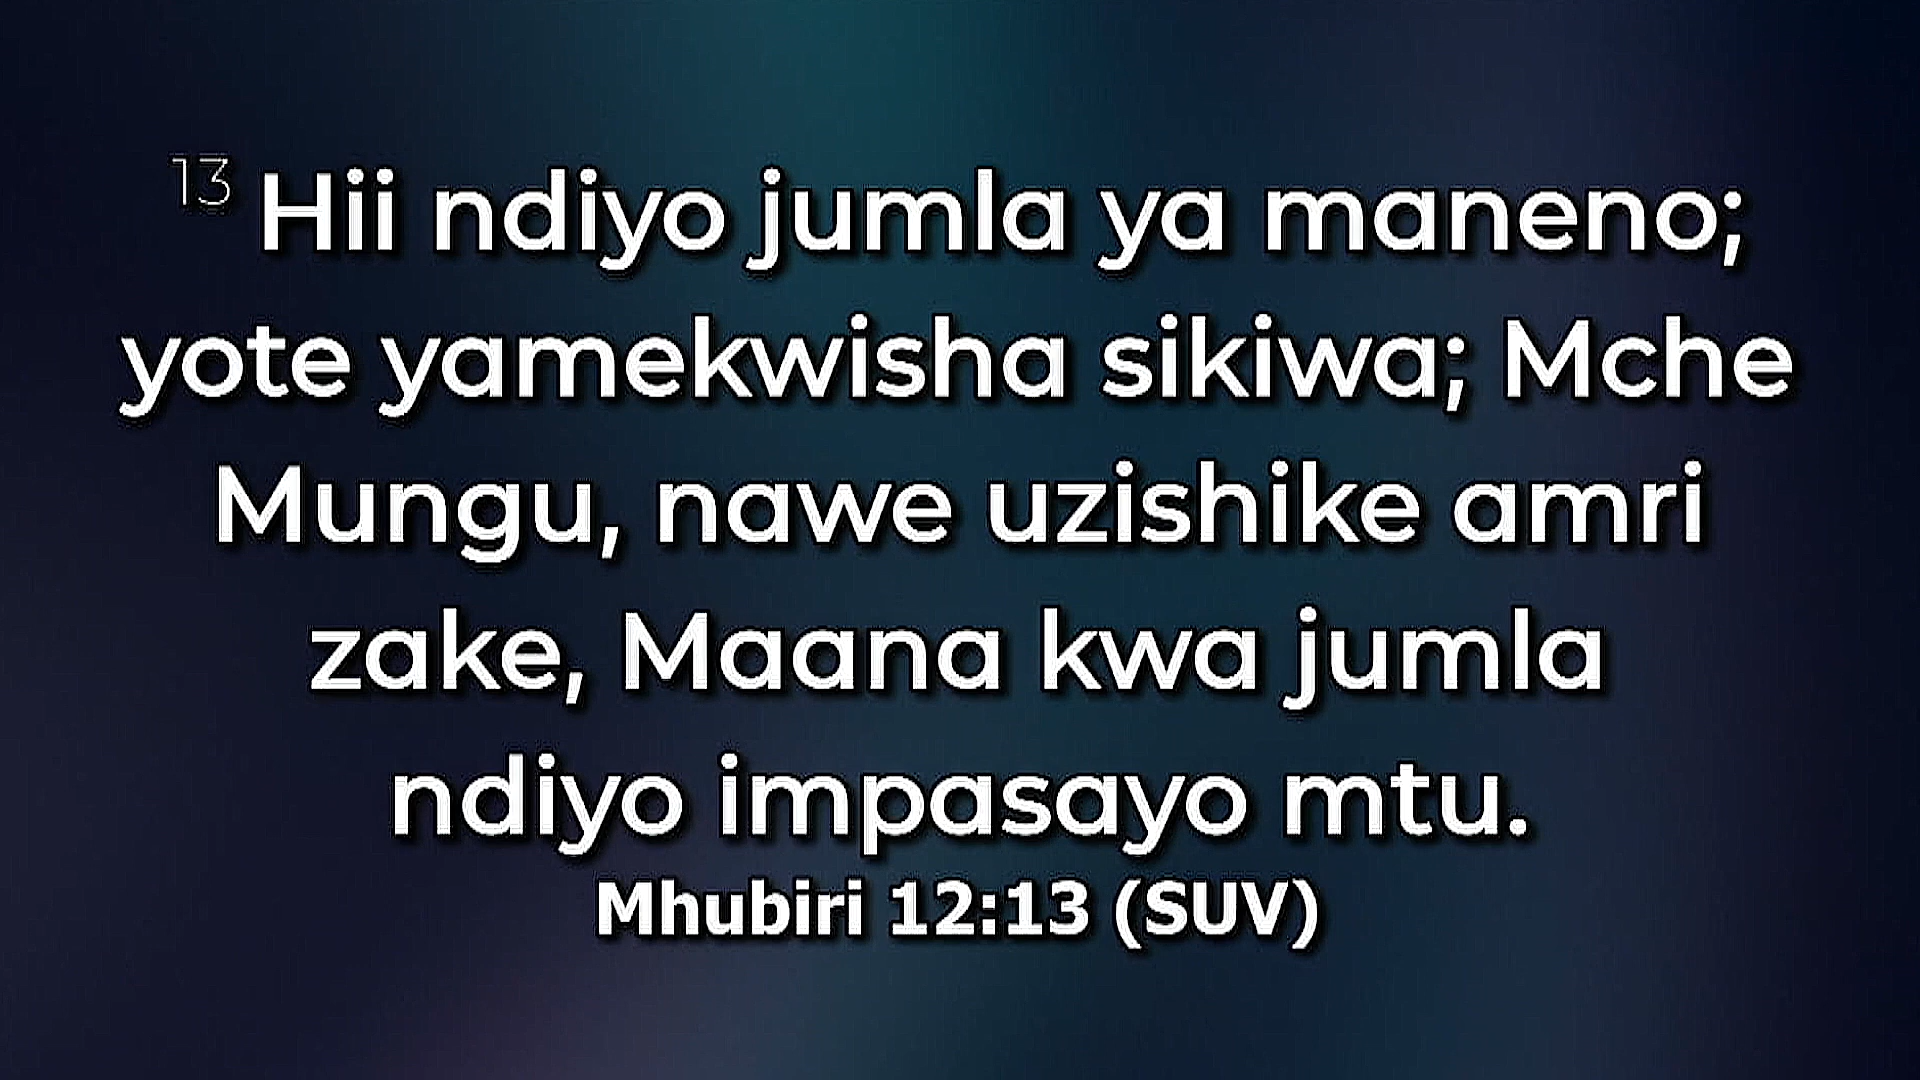 13 Hii ndiyo jumla ya maneno;
yote yamekwisha sikiwa; Mche
Mungu, nawe uzishike amri
zake, Maana kwa jumla
ndiyo impasayo mtu.
Mhubiri 12:13 (SUV)